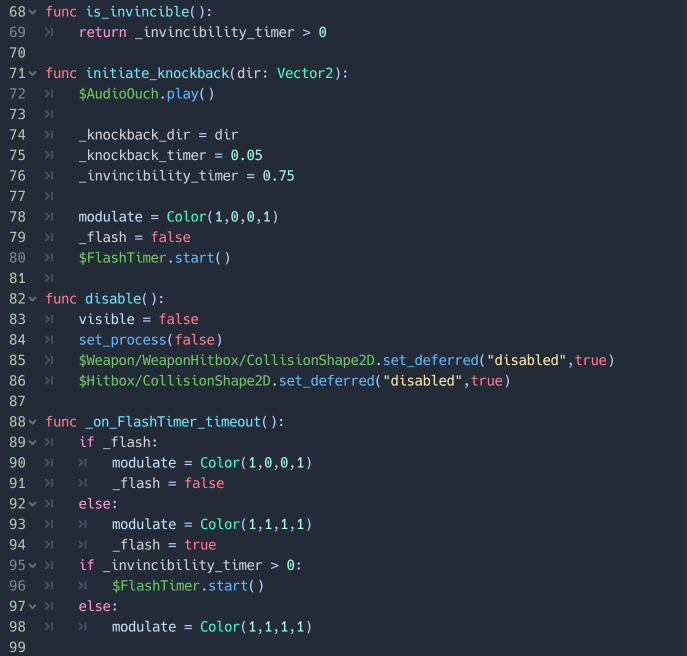 68 func is_invincible():
69 return _invincibility_timer > 0
70
71 func initiate_knockback(dir: Vector2):
72 $AudioOuch.play()
73
74 _knockback_dir = dir
75 _knockback_timer = 0.05
76 _invincibility_timer = 0.75
77
78 modulate = Color(1,0,0,1)
79 _flash = false
80 $FlashTimer.start()
81
82 func disable():
83 visible = false
84 set_process(false)
85 $Weapon/WeaponHitbox/CollisionShape2D.set_deferred("disabled",true)
86 $Hitbox/CollisionShape2D.set_deferred("disabled",true)
87
88 func _on_FlashTimer_timeout():
89 if _flash:
90 modulate = Color(1,0,0,1)
91 _flash = false
92 else:
93 modulate = Color(1,1,1,1)
94 _flash = true
95 if _invincibility_timer > 0:
96 $FlashTimer.start()
97 else:
98 modulate = Color(1,1,1,1)
99